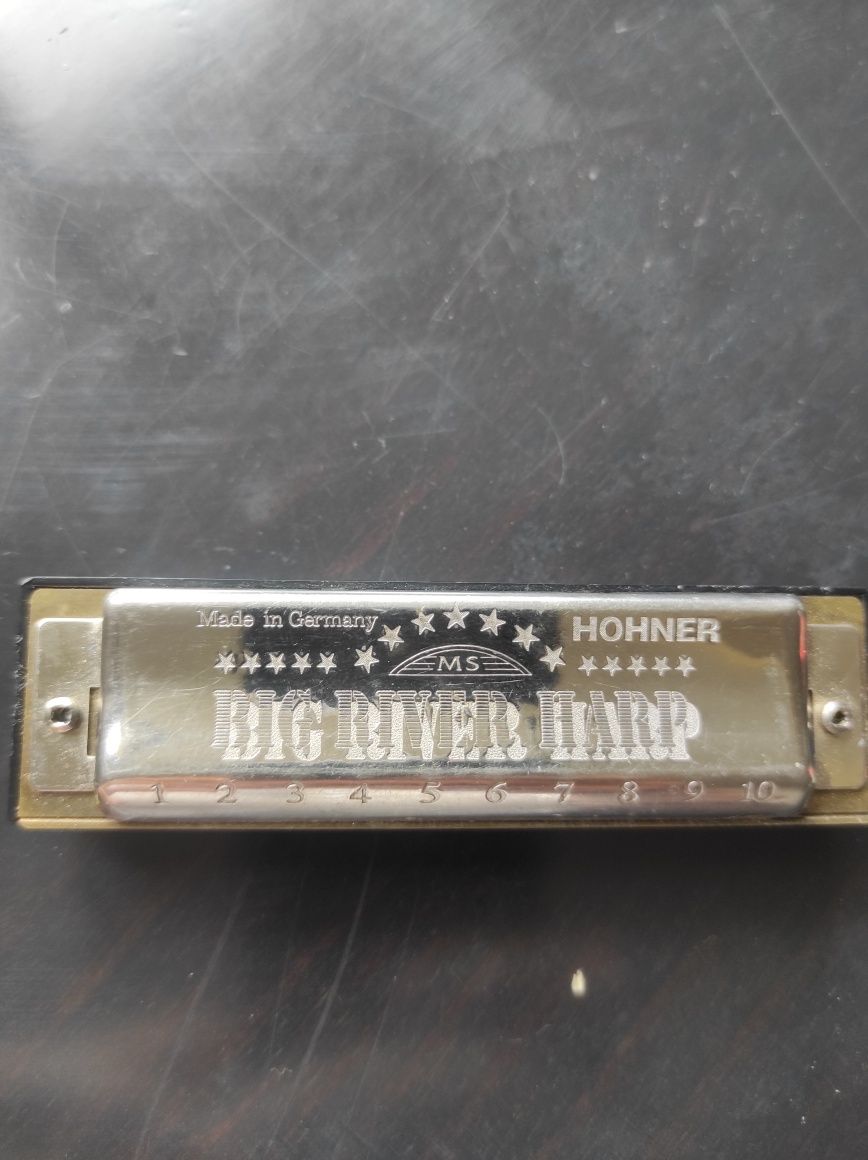 Made in Germany HOHNER
MS
BIG RIVER HARP
1 2 3 4 5 6 7 8 9 10